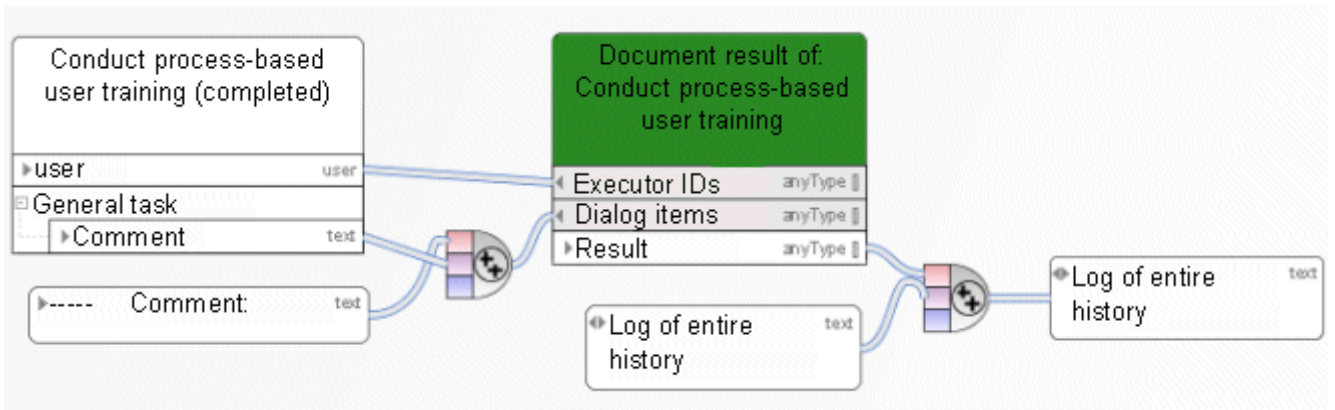 Conduct process-based
user training (completed)
user user
General task
Comment text
----- Comment: text
Document result of:
Conduct process-based
user training
Executor IDs anyType []
Dialog items anyType []
Result anyType []
Log of entire text
history
Log of entire text
history